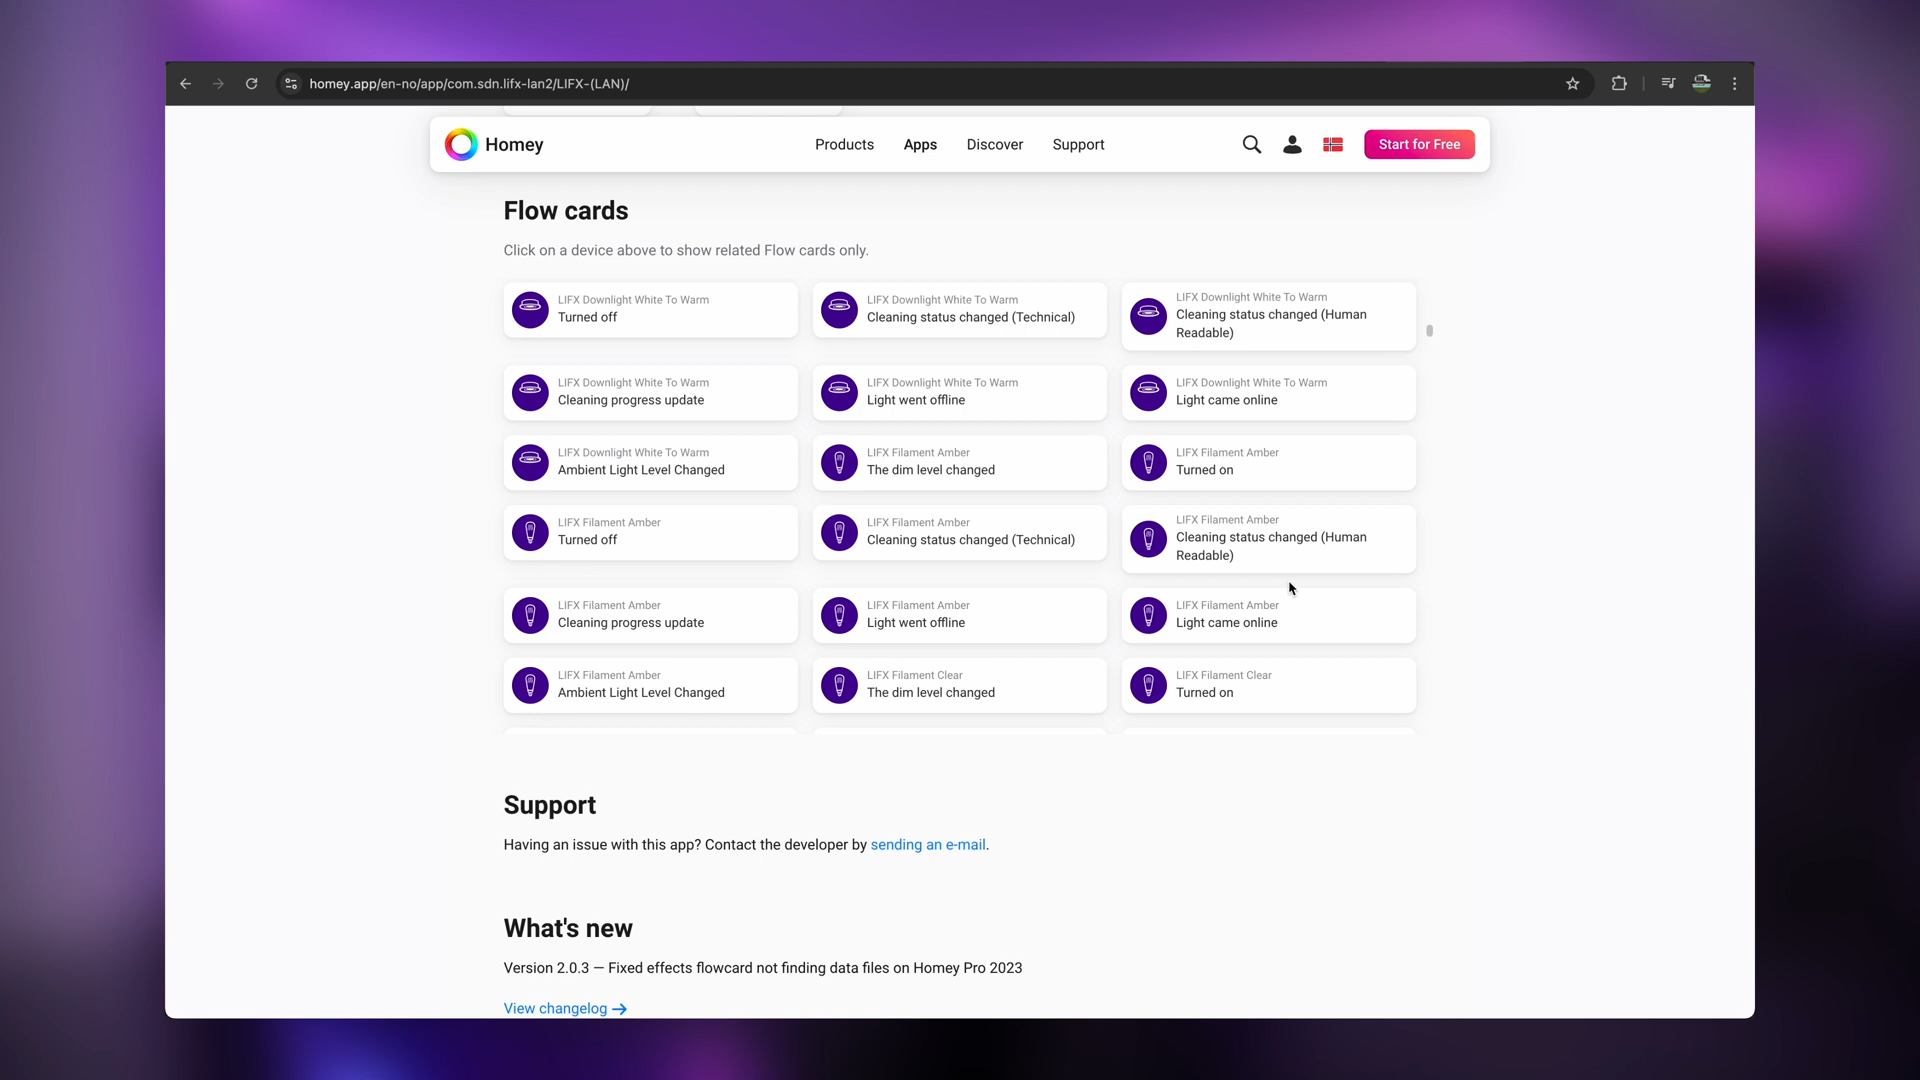 homey.app/en-no/app/com.sdn.lifx-lan2/LIFX-(LAN)/
Homey
Products
Apps
Discover
Support
Start for Free
Flow cards
Click on a device above to show related Flow cards only.
LIFX Downlight White To Warm
Turned off
LIFX Downlight White To Warm
Cleaning status changed (Technical)
LIFX Downlight White To Warm
Cleaning status changed (Human
Readable)
LIFX Downlight White To Warm
Cleaning progress update
LIFX Downlight White To Warm
Light went offline
LIFX Downlight White To Warm
Light came online
LIFX Downlight White To Warm
Ambient Light Level Changed
LIFX Filament Amber
The dim level changed
LIFX Filament Amber
Turned on
LIFX Filament Amber
Turned off
LIFX Filament Amber
Cleaning status changed (Technical)
LIFX Filament Amber
Cleaning status changed (Human
Readable)
LIFX Filament Amber
Cleaning progress update
LIFX Filament Amber
Light went offline
LIFX Filament Amber
Light came online
LIFX Filament Amber
Ambient Light Level Changed
LIFX Filament Clear
The dim level changed
LIFX Filament Clear
Turned on
Support
Having an issue with this app? Contact the developer by sending an e-mail.
What's new
Version 2.0.3 — Fixed effects flowcard not finding data files on Homey Pro 2023
View changelog →